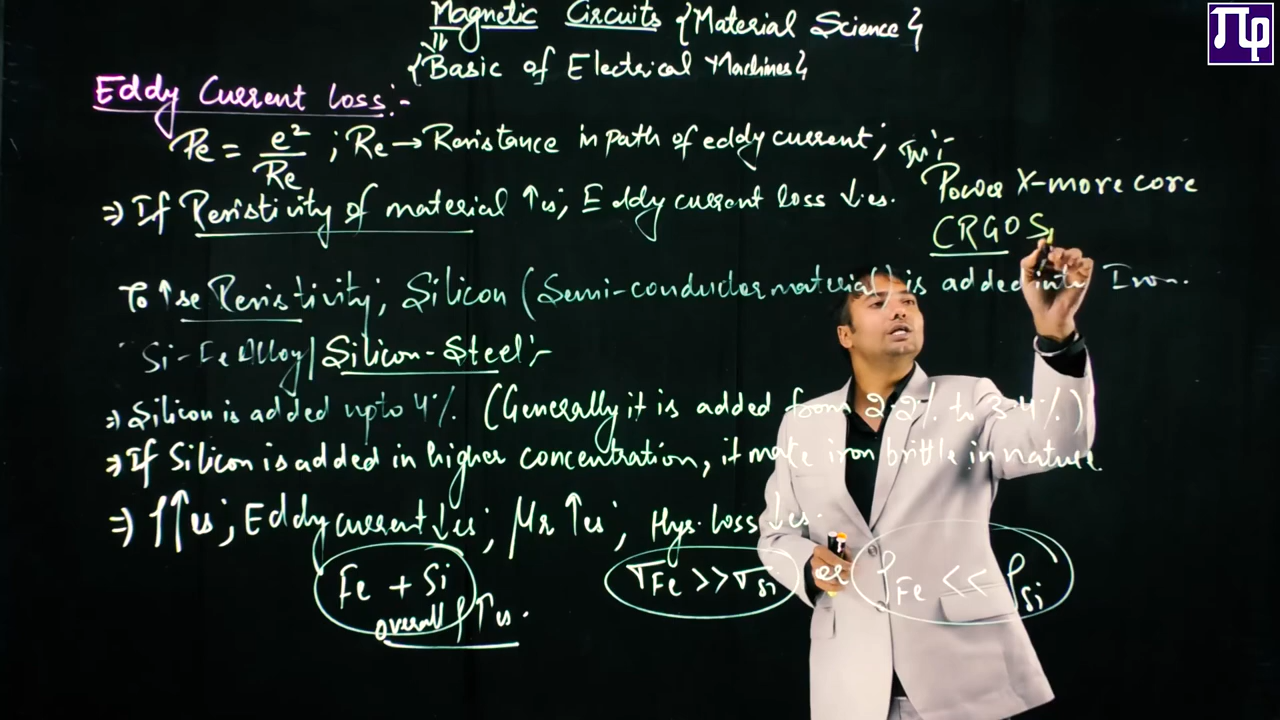 Magnetic Circuits {Material Science}
⇓
{Basic of Electrical Machines}
Eddy Current Loss:-
Pe = e²/Re ; Re → Resistance in path of eddy current;
⇒ If Resistivity of material ↑es; Eddy current loss ↓es.
Power X-more core
CRGOS
To ↑se Resistivity, Silicon (Semi-conductor material) is added into Iron.
Si-Fe Alloy/Silicon-Steel:-
⇒ Silicon is added upto 4%. (Generally it is added from 2.2% to 3.4%)
⇒ If Silicon is added in higher concentration, it make iron brittle in nature.
⇒ ρ↑es; Eddy current ↓es; μr ↑es; Hys. loss ↓es.
Fe + Si
σFe >> σSi or ρFe << ρSi
overall ρ↑es.
Πφ